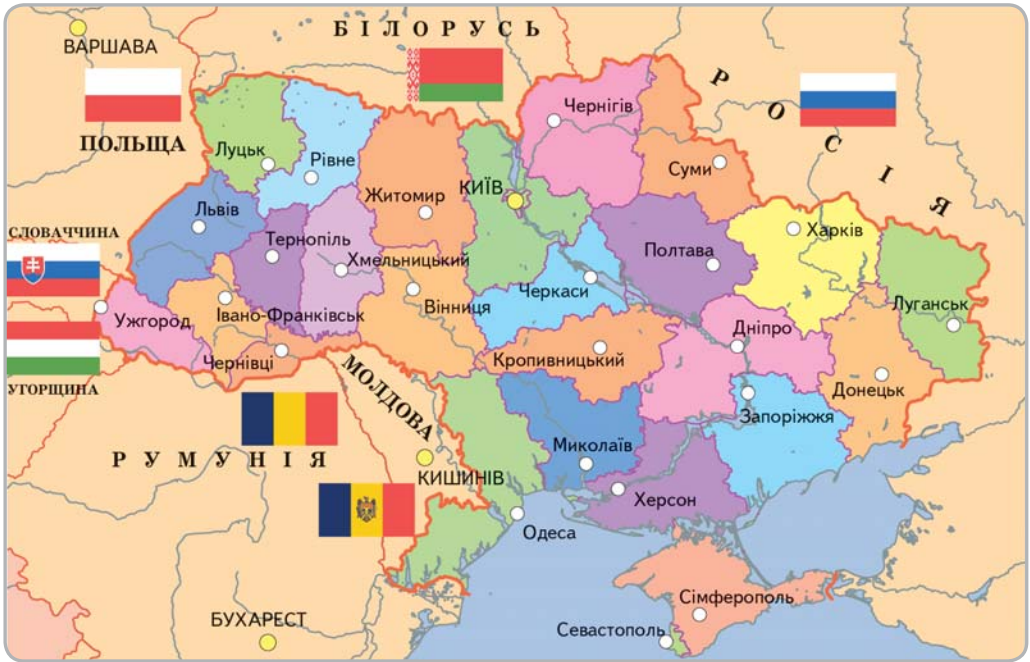 БІЛОРУСЬ
ВАРШАВА
РОСІЯ
Чернігів
ПОЛЬЩА
Луцьк
Рівне
Суми
Житомир
КИЇВ
Львів
СЛОВАЧЧИНА
Тернопіль
Харків
Полтава
Хмельницький
Черкаси
Вінниця
Луганськ
Івано-Франківськ
Ужгород
Дніпро
Чернівці
Кропивницький
УГОРЩИНА
МОЛДОВА
Донецьк
Запоріжжя
Миколаїв
РУМУНІЯ
КИШИНІВ
Херсон
Одеса
Сімферополь
БУХАРЕСТ
Севастополь